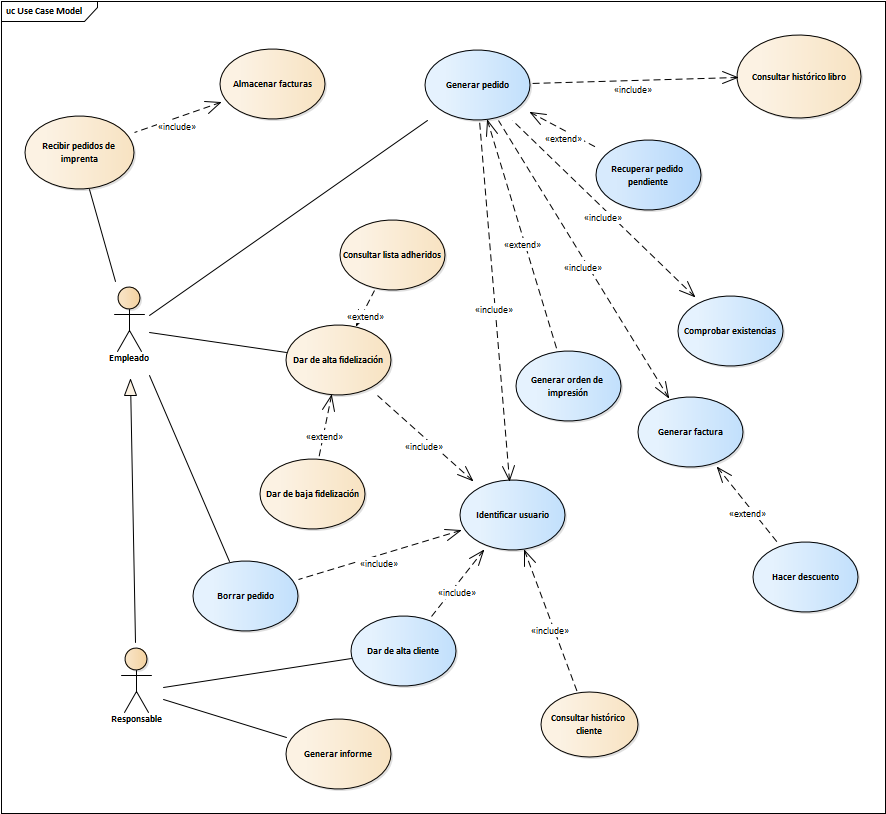 uc Use Case Model
Almacenar facturas
Generar pedido
Consultar histórico libro
«include»
«include»
Recibir pedidos de
imprenta
«extend»
Recuperar pedido
pendiente
«include»
«extend»
Consultar lista adheridos
«include»
«include»
«extend»
Empleado
Dar de alta fidelización
Comprobar existencias
Generar orden de
impresión
Generar factura
«extend»
«include»
Dar de baja fidelización
Identificar usuario
«extend»
«include»
Hacer descuento
Borrar pedido
«include»
«include»
Dar de alta cliente
Responsable
Consultar histórico
cliente
Generar informe